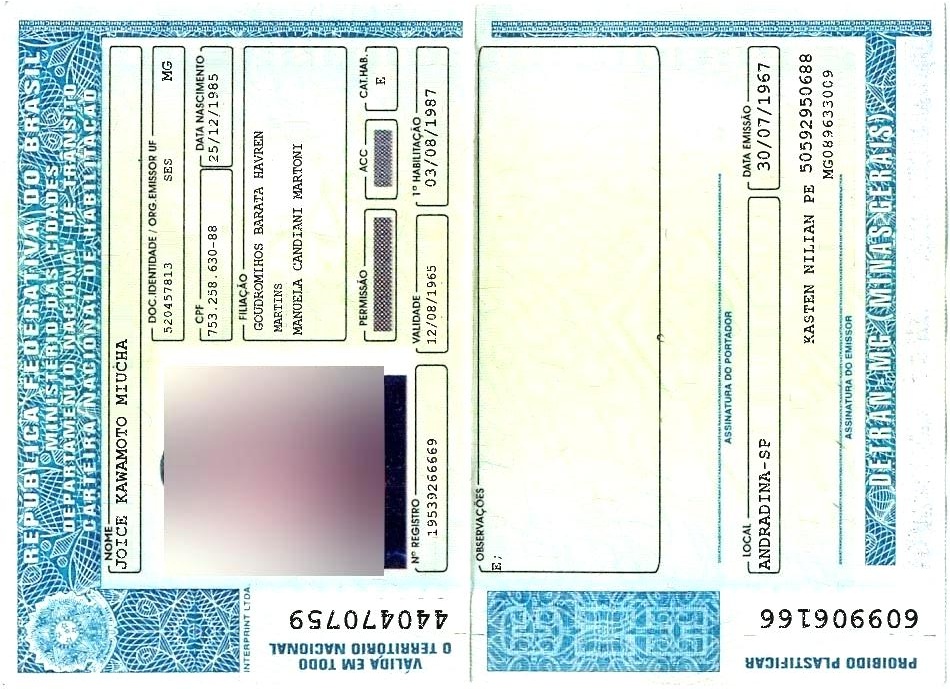 REPÚBLICA FEDERATIVA DO BRASIL
MINISTÉRIO DAS CIDADES
DEPARTAMENTO NACIONAL DE TRÂNSITO
CARTEIRA NACIONAL DE HABILITAÇÃO
NOME
JOICE KAWAMOTO MIUCHA
DOC. IDENTIDADE / ORG. EMISSOR UF
520457813 SES MG
CPF DATA NASCIMENTO
753.258.630-88 25/12/1985
FILIAÇÃO
GOUDROMIHOS BARATA HAVREN
MARTINS
MANUELA CANDIANI MARTONI
PERMISSÃO ACC CAT.HAB.
E
Nº REGISTRO VALIDADE 1ª HABILITAÇÃO
19539266669 12/08/1965 03/08/1987
VÁLIDA EM TODO
O TERRITÓRIO NACIONAL
440470759
INTERPRINT LTDA
OBSERVAÇÕES
E;
ASSINATURA DO PORTADOR
LOCAL DATA EMISSÃO
ANDRADINA-SP 30/07/1967
KASTEN NILIAN PE 50592950688
MG089633009
ASSINATURA DO EMISSOR
DETRAN-MG (MINAS GERAIS)
PROIBIDO PLASTIFICAR
609906166